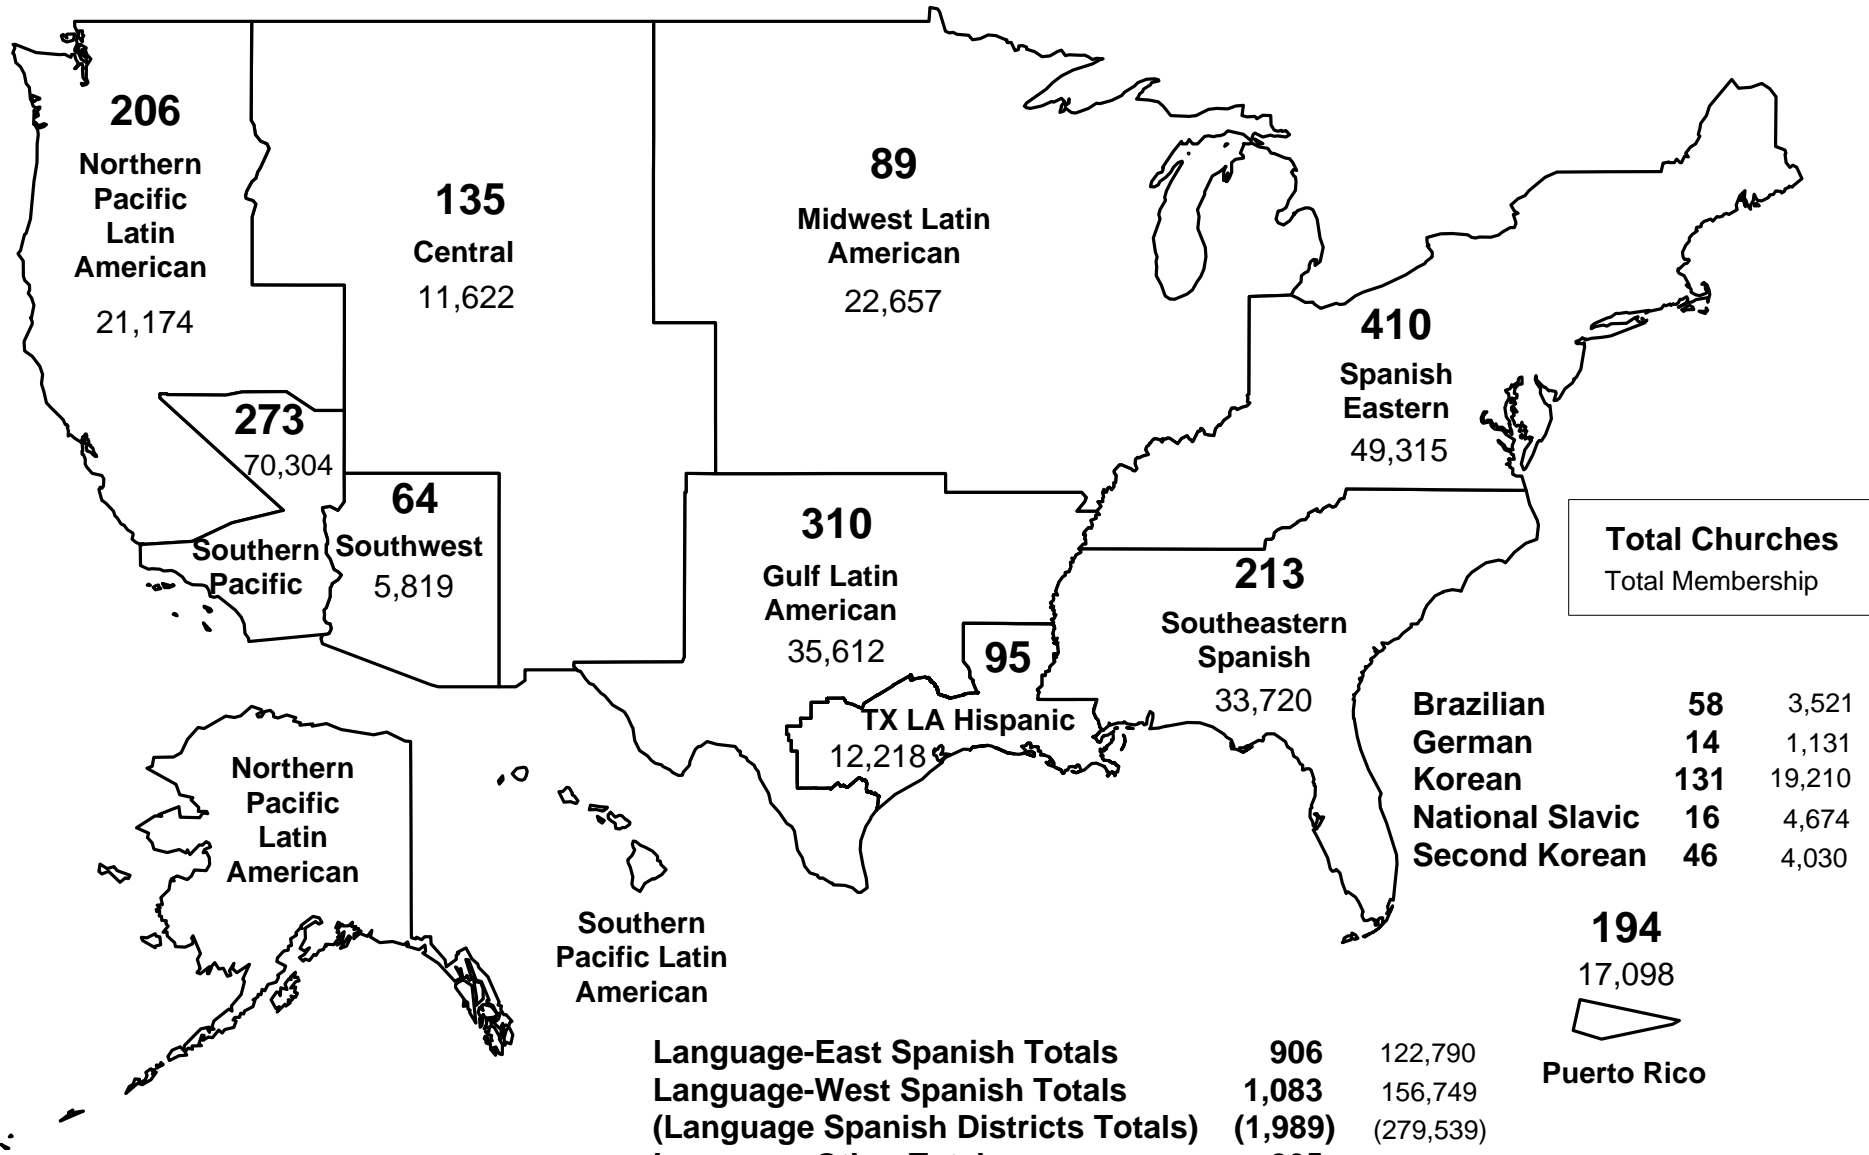 206
Northern
Pacific
Latin
American
21,174
135
Central
11,622
89
Midwest Latin
American
22,657
410
Spanish
Eastern
49,315
273
70,304
Southern
Pacific
64
Southwest
5,819
310
Gulf Latin
American
35,612
95
TX LA Hispanic
12,218
213
Southeastern
Spanish
33,720
Total Churches
Total Membership
Brazilian 58 3,521
German 14 1,131
Korean 131 19,210
National Slavic 16 4,674
Second Korean 46 4,030
Northern
Pacific
Latin
American
Southern
Pacific Latin
American
194
17,098
Puerto Rico
Language-East Spanish Totals 906 122,790
Language-West Spanish Totals 1,083 156,749
(Language Spanish Districts Totals) (1,989) (279,539)